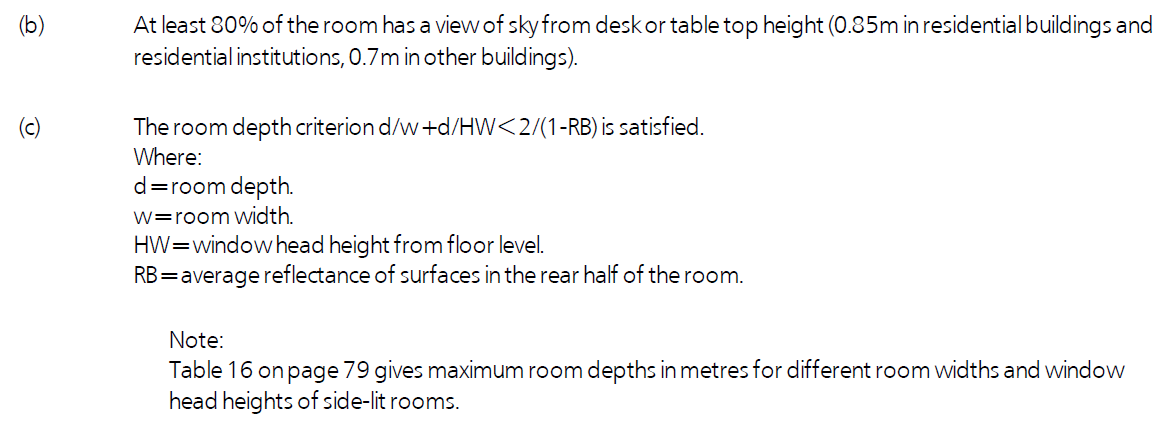 (b) At least 80% of the room has a view of sky from desk or table top height (0.85m in residential buildings and
residential institutions, 0.7m in other buildings).
(c) The room depth criterion d/w+d/HW<2/(1-RB) is satisfied.
Where:
d=room depth.
w=room width.
HW=window head height from floor level.
RB=average reflectance of surfaces in the rear half of the room.
Note:
Table 16 on page 79 gives maximum room depths in metres for different room widths and window
head heights of side-lit rooms.